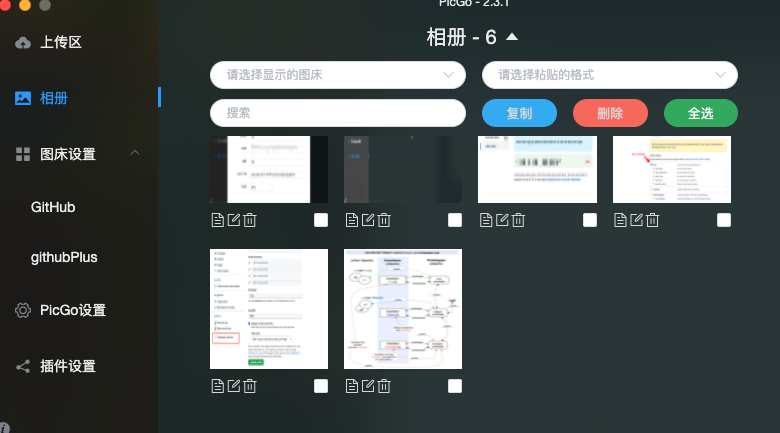 PicGo - 2.3.1
上传区
相册
图床设置
GitHub
githubPlus
PicGo设置
插件设置
相册 - 6
请选择显示的图床
请选择粘贴的格式
搜索
复制
删除
全选